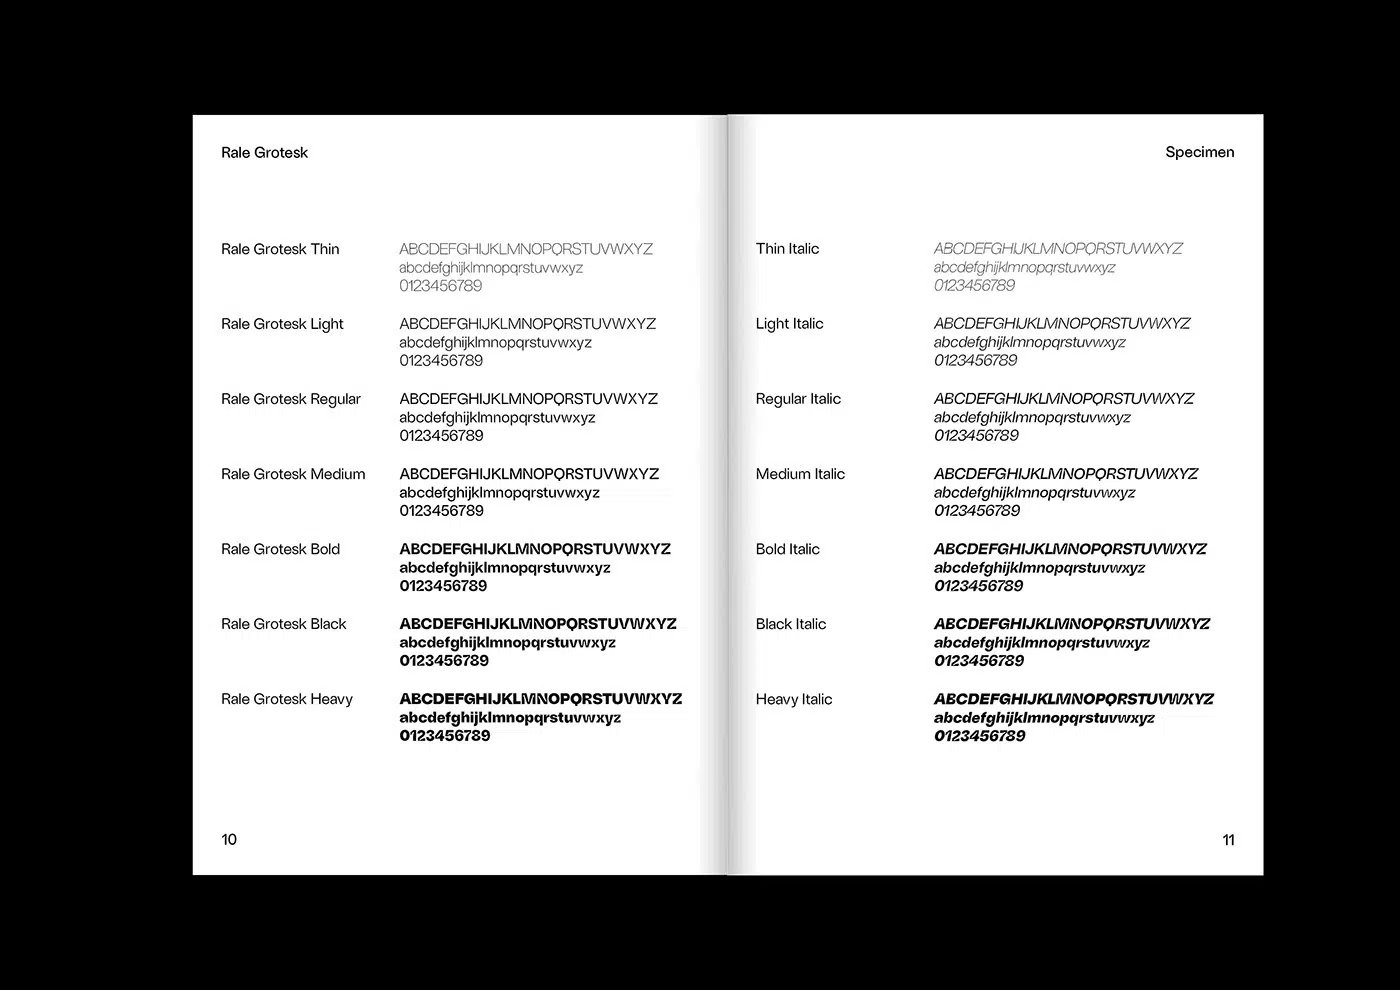 Rale Grotesk
Rale Grotesk Thin
ABCDEFGHIJKLMNOPQRSTUVWXYZ
abcdefghijklmnopqrstuvwxyz
0123456789
Rale Grotesk Light
ABCDEFGHIJKLMNOPQRSTUVWXYZ
abcdefghijklmnopqrstuvwxyz
0123456789
Rale Grotesk Regular
ABCDEFGHIJKLMNOPQRSTUVWXYZ
abcdefghijklmnopqrstuvwxyz
0123456789
Rale Grotesk Medium
ABCDEFGHIJKLMNOPQRSTUVWXYZ
abcdefghijklmnopqrstuvwxyz
0123456789
Rale Grotesk Bold
ABCDEFGHIJKLMNOPQRSTUVWXYZ
abcdefghijklmnopqrstuvwxyz
0123456789
Rale Grotesk Black
ABCDEFGHIJKLMNOPQRSTUVWXYZ
abcdefghijklmnopqrstuvwxyz
0123456789
Rale Grotesk Heavy
ABCDEFGHIJKLMNOPQRSTUVWXYZ
abcdefghijklmnopqrstuvwxyz
0123456789
10
Specimen
Thin Italic
ABCDEFGHIJKLMNOPQRSTUVWXYZ
abcdefghijklmnopqrstuvwxyz
0123456789
Light Italic
ABCDEFGHIJKLMNOPQRSTUVWXYZ
abcdefghijklmnopqrstuvwxyz
0123456789
Regular Italic
ABCDEFGHIJKLMNOPQRSTUVWXYZ
abcdefghijklmnopqrstuvwxyz
0123456789
Medium Italic
ABCDEFGHIJKLMNOPQRSTUVWXYZ
abcdefghijklmnopqrstuvwxyz
0123456789
Bold Italic
ABCDEFGHIJKLMNOPQRSTUVWXYZ
abcdefghijklmnopqrstuvwxyz
0123456789
Black Italic
ABCDEFGHIJKLMNOPQRSTUVWXYZ
abcdefghijklmnopqrstuvwxyz
0123456789
Heavy Italic
ABCDEFGHIJKLMNOPQRSTUVWXYZ
abcdefghijklmnopqrstuvwxyz
0123456789
11